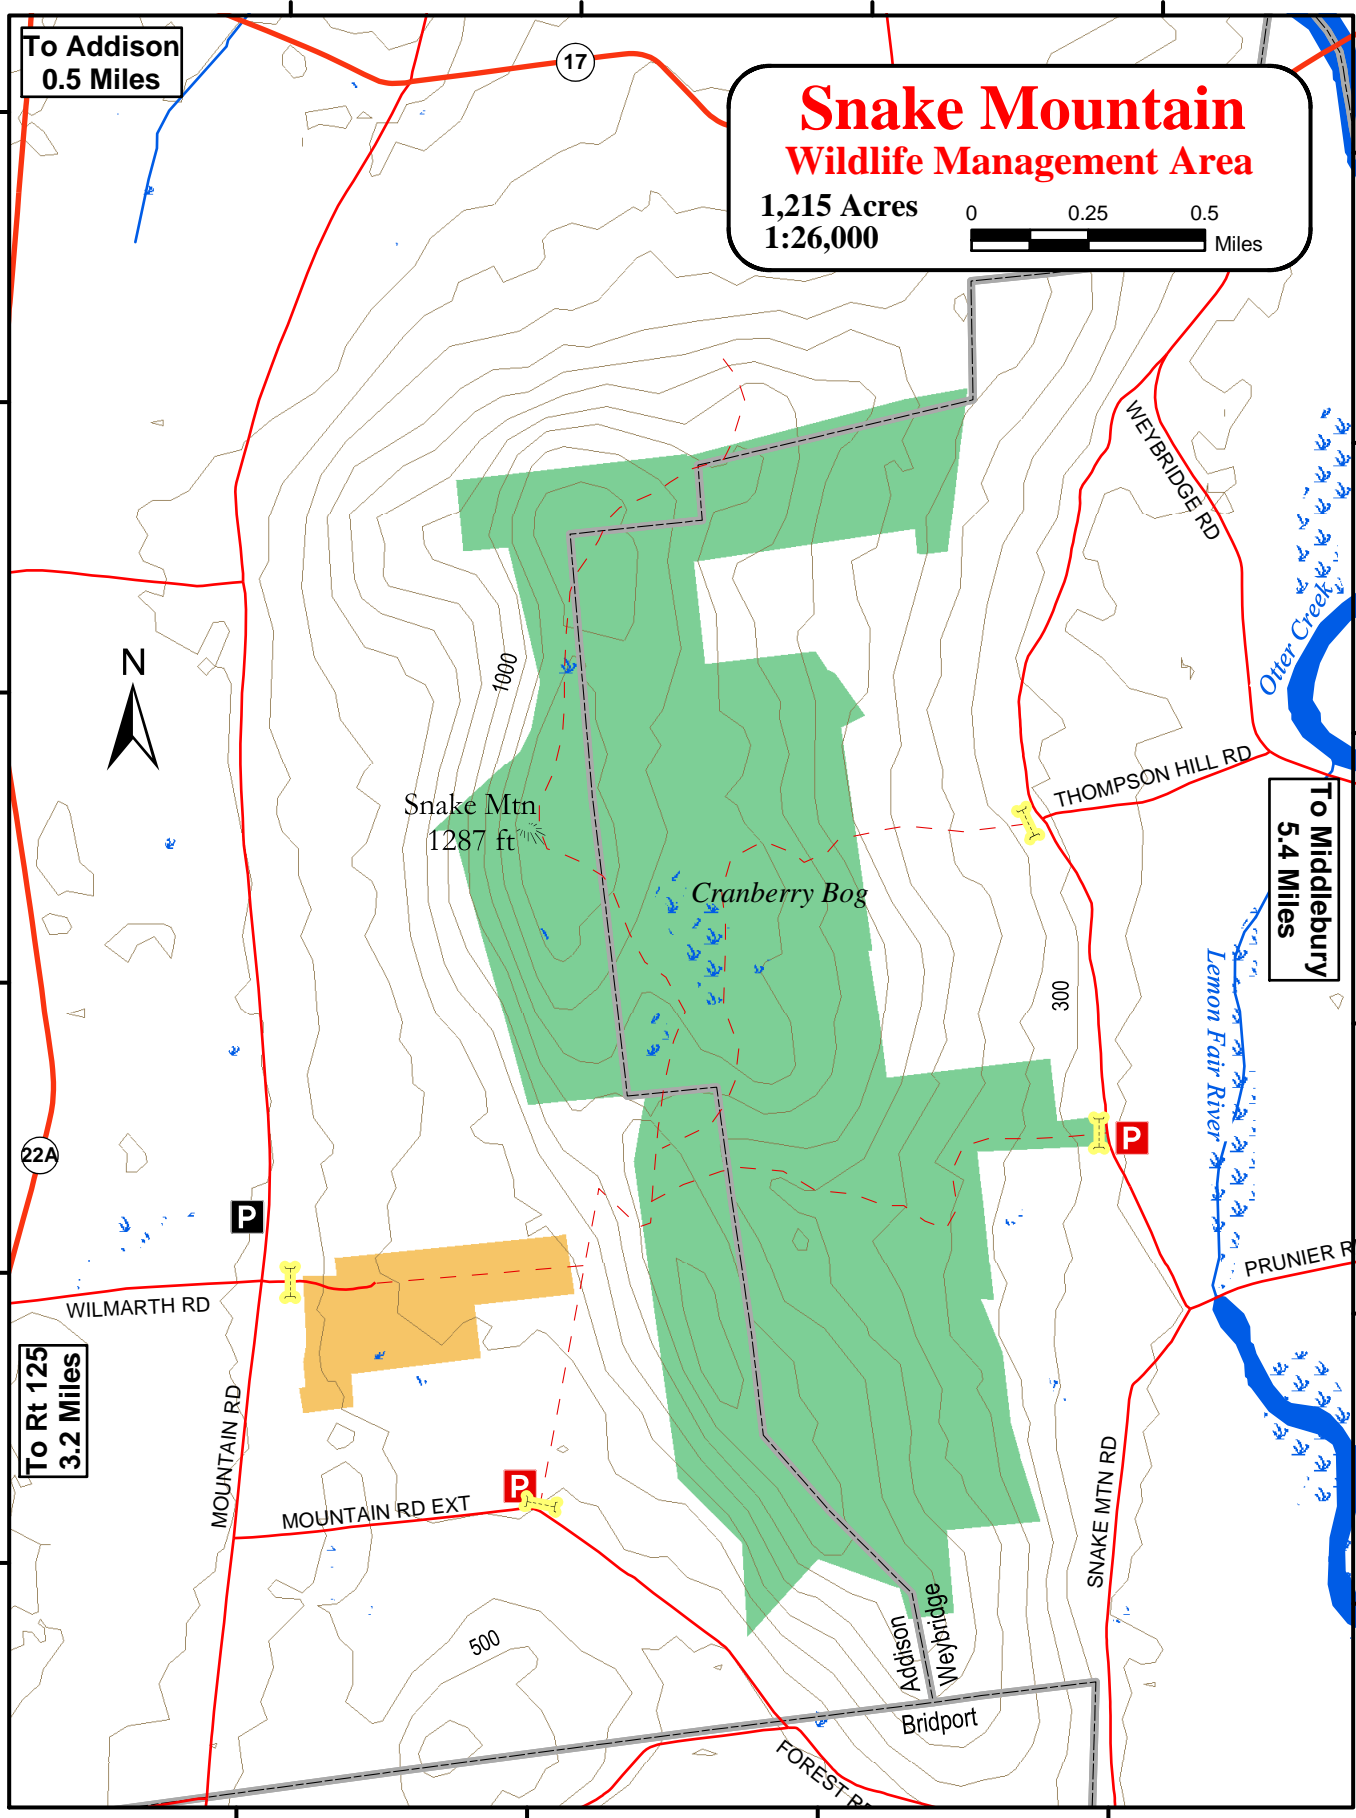 To Addison
0.5 Miles
17
Snake Mountain
Wildlife Management Area
1,215 Acres
1:26,000
0 0.25 0.5
Miles
WEYBRIDGE RD
Otter Creek
N
1000
THOMPSON HILL RD
To Middlebury
5.4 Miles
Snake Mtn
1287 ft
Cranberry Bog
Lemon Fair River
300
22A
P
P
WILMARTH RD
PRUNIER R
To Rt 125
3.2 Miles
MOUNTAIN RD
P
MOUNTAIN RD EXT
SNAKE MTN RD
500
Addison
Weybridge
Bridport
FOREST RD